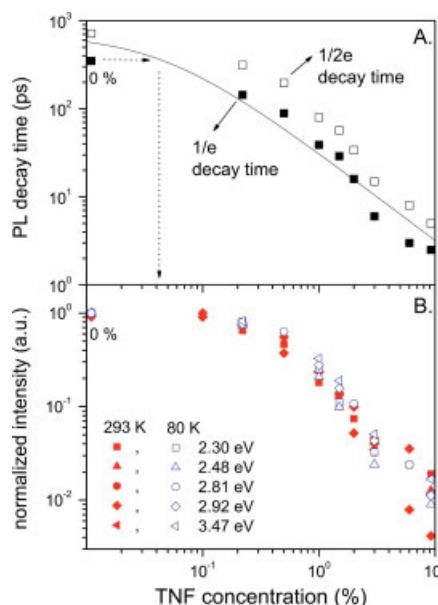 A.
1/2e
decay time
0 %
1/e
decay time
PL decay time (ps)
10³
10²
10¹
10⁰
B.
normalized intensity (a.u.)
10⁰
10⁻¹
10⁻²
0 %
293 K 80 K
, 2.30 eV
, 2.48 eV
, 2.81 eV
, 2.92 eV
, 3.47 eV
10⁻¹ 10⁰ 10¹
TNF concentration (%)